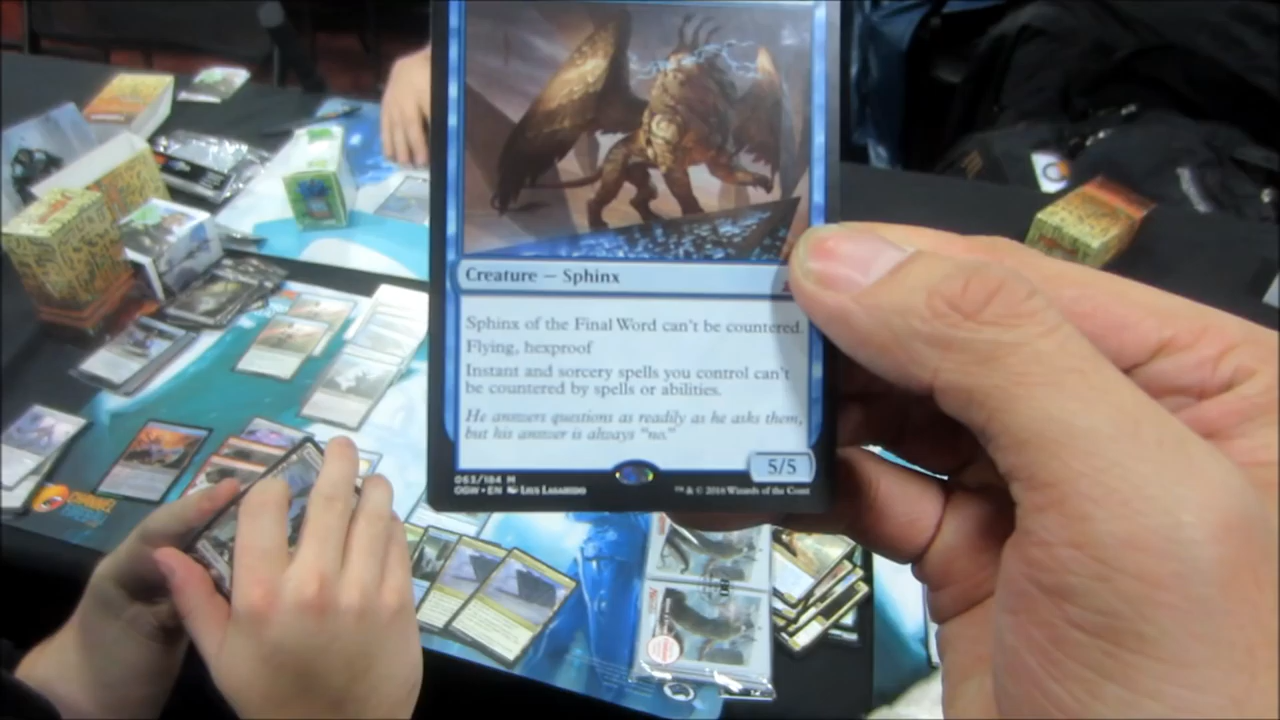 Creature — Sphinx
Sphinx of the Final Word can't be countered.
Flying, hexproof
Instant and sorcery spells you control can't
be countered by spells or abilities.
He answers questions as readily as he asks them,
but his answer is always "no."
5/5
063/184 M
OGW • EN
™ & © 2016 Wizards of the Coast
CHANNEL